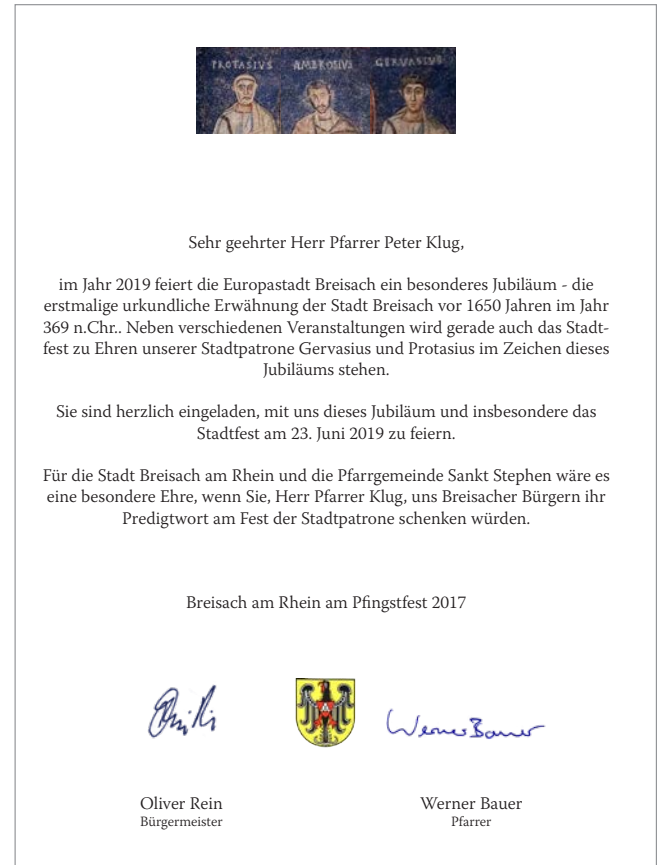 PROTASIVS AMBROSIVS GERVASIVS
Sehr geehrter Herr Pfarrer Peter Klug,
im Jahr 2019 feiert die Europastadt Breisach ein besonderes Jubiläum - die
erstmalige urkundliche Erwähnung der Stadt Breisach vor 1650 Jahren im Jahr
369 n.Chr.. Neben verschiedenen Veranstaltungen wird gerade auch das Stadt-
fest zu Ehren unserer Stadtpatrone Gervasius und Protasius im Zeichen dieses
Jubiläums stehen.
Sie sind herzlich eingeladen, mit uns dieses Jubiläum und insbesondere das
Stadtfest am 23. Juni 2019 zu feiern.
Für die Stadt Breisach am Rhein und die Pfarrgemeinde Sankt Stephen wäre es
eine besondere Ehre, wenn Sie, Herr Pfarrer Klug, uns Breisacher Bürgern ihr
Predigtwort am Fest der Stadtpatrone schenken würden.
Breisach am Rhein am Pfingstfest 2017
Werner Bauer
Oliver Rein Werner Bauer
Bürgermeister Pfarrer